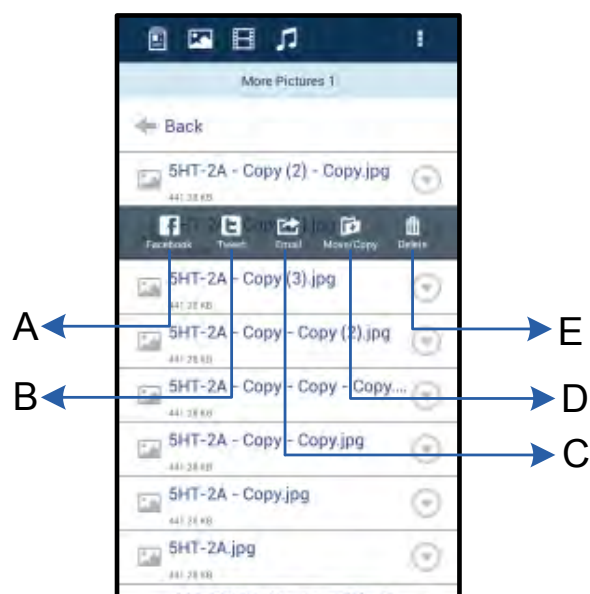 More Pictures 1
Back
5HT-2A - Copy (2) - Copy.jpg
441.28 KB
Facebook Tweet Email Move/Copy Delete
5HT-2A - Copy (3).jpg
441.28 KB
A E
5HT-2A - Copy - Copy (2).jpg
441.28 KB
B D
5HT-2A - Copy - Copy - Copy....
441.28 KB
C
5HT-2A - Copy - Copy.jpg
441.28 KB
5HT-2A - Copy.jpg
441.28 KB
5HT-2A.jpg
441.28 KB